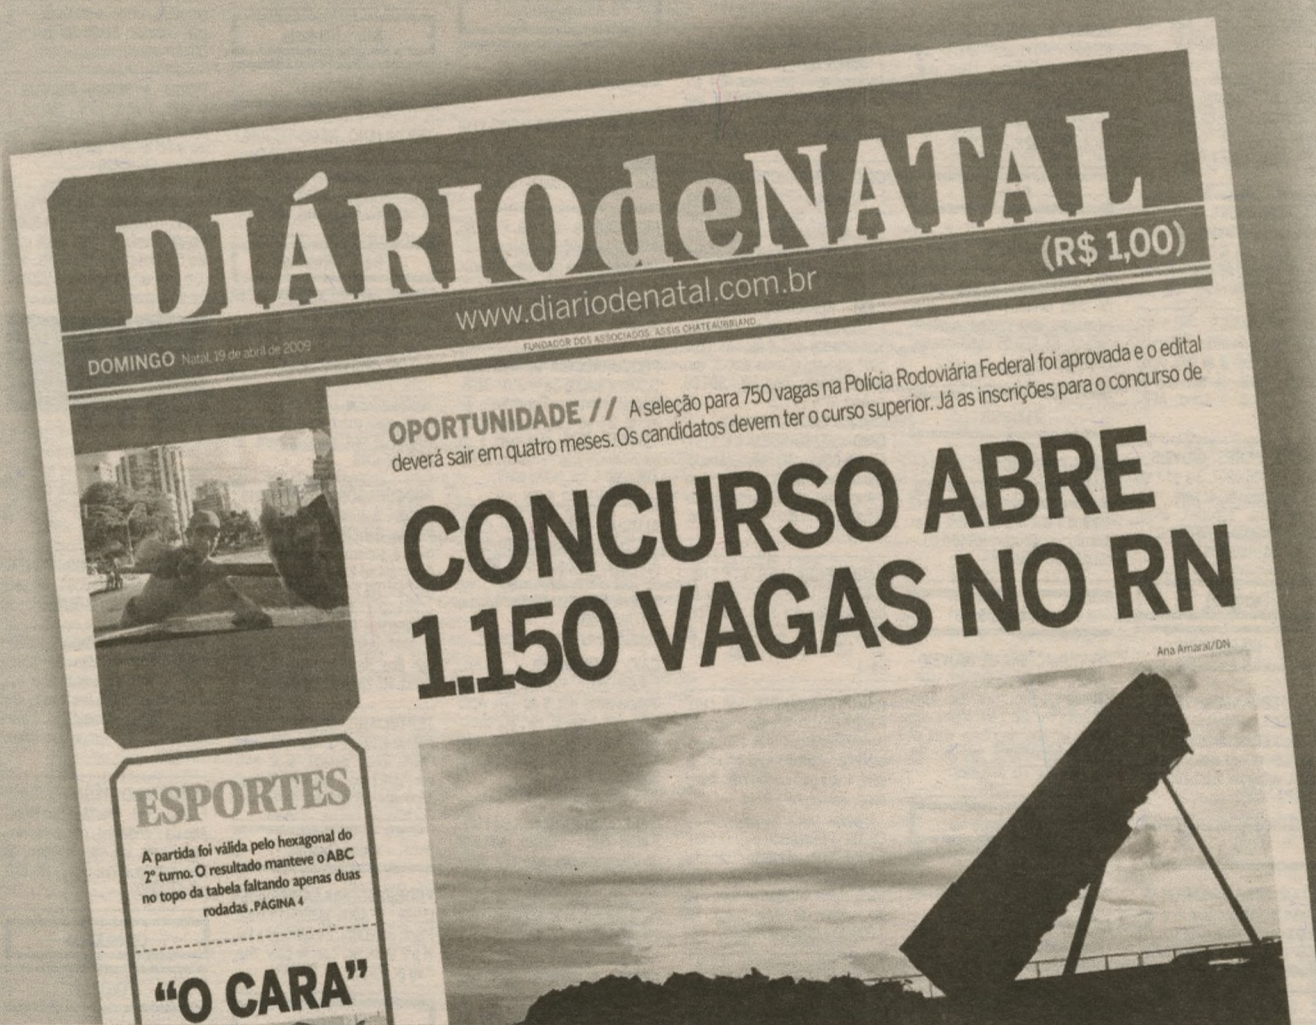 DIÁRIOdeNATAL
www.diariodenatal.com.br
(R$ 1,00)
DOMINGO Natal, 19 de abril de 2009
FUNDADOR DOS ASSOCIADOS: ASSIS CHATEAUBRIAND
OPORTUNIDADE // A seleção para 750 vagas na Polícia Rodoviária Federal foi aprovada e o edital
deverá sair em quatro meses. Os candidatos devem ter o curso superior. Já as inscrições para o concurso de
CONCURSO ABRE
1.150 VAGAS NO RN
Ana Amaral/DN
ESPORTES
A partida foi válida pelo hexagonal do
2º turno. O resultado manteve o ABC
no topo da tabela faltando apenas duas
rodadas .PÁGINA 4
“O CARA”